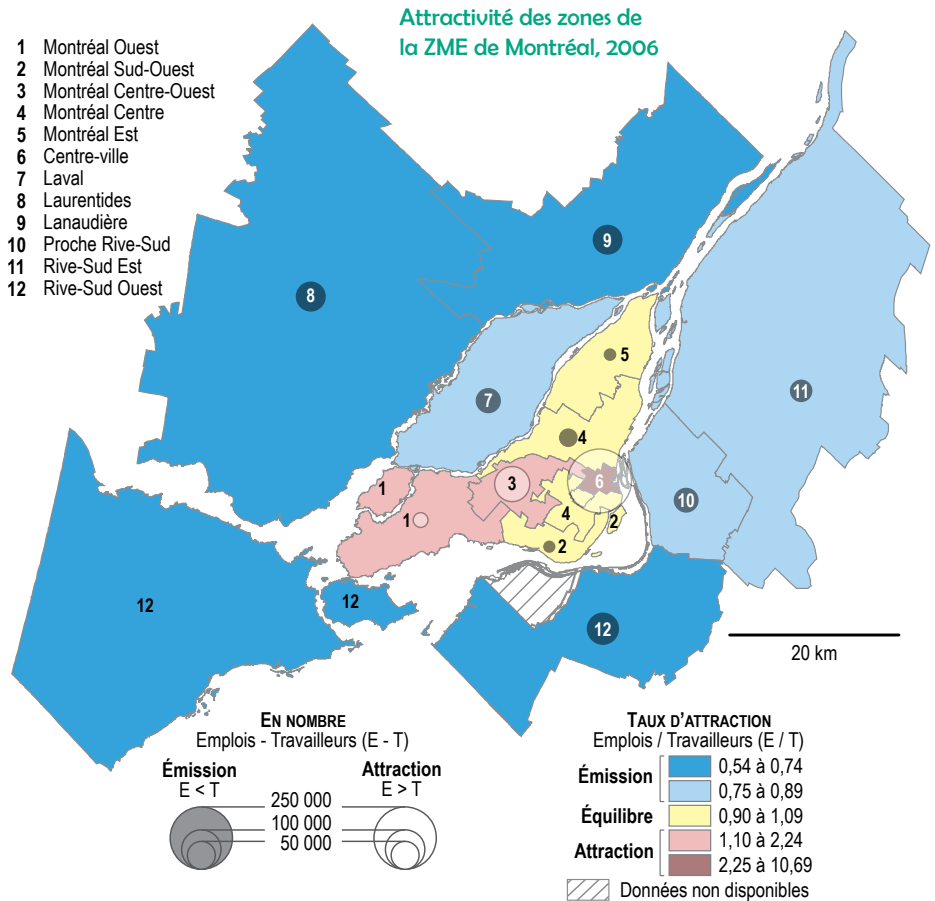 Attractivité des zones de
la ZME de Montréal, 2006
1 Montréal Ouest
2 Montréal Sud-Ouest
3 Montréal Centre-Ouest
4 Montréal Centre
5 Montréal Est
6 Centre-ville
7 Laval
8 Laurentides
9 Lanaudière
10 Proche Rive-Sud
11 Rive-Sud Est
12 Rive-Sud Ouest
9
8
5
11
7
4
3
6
1
10
1
4
2
2
12
12
12
20 km
EN NOMBRE
Emplois - Travailleurs (E - T)
Émission
E < T
Attraction
E > T
250 000
100 000
50 000
TAUX D'ATTRACTION
Emplois / Travailleurs (E / T)
Émission
0,54 à 0,74
0,75 à 0,89
Équilibre
0,90 à 1,09
Attraction
1,10 à 2,24
2,25 à 10,69
Données non disponibles